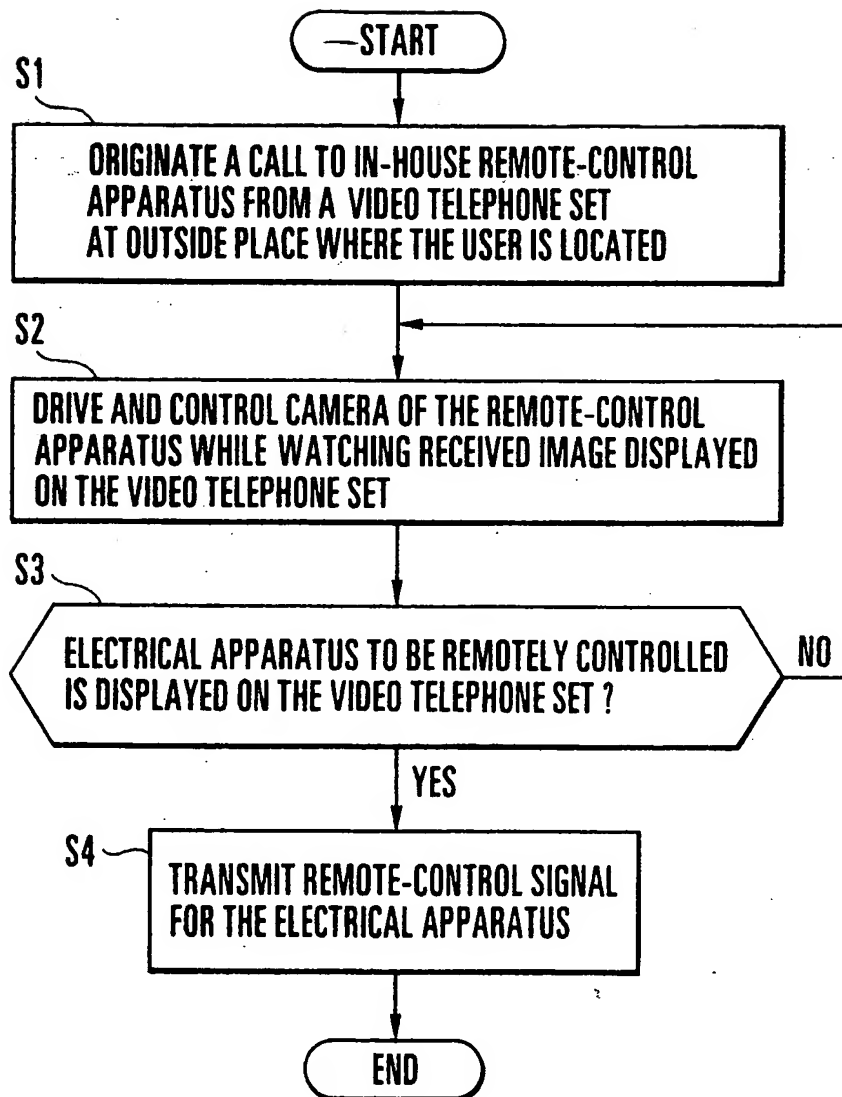 START
S1
ORIGINATE A CALL TO IN-HOUSE REMOTE-CONTROL
APPARATUS FROM A VIDEO TELEPHONE SET
AT OUTSIDE PLACE WHERE THE USER IS LOCATED
S2
DRIVE AND CONTROL CAMERA OF THE REMOTE-CONTROL
APPARATUS WHILE WATCHING RECEIVED IMAGE DISPLAYED
ON THE VIDEO TELEPHONE SET
S3
ELECTRICAL APPARATUS TO BE REMOTELY CONTROLLED
IS DISPLAYED ON THE VIDEO TELEPHONE SET ?
NO
YES
S4
TRANSMIT REMOTE-CONTROL SIGNAL
FOR THE ELECTRICAL APPARATUS
END